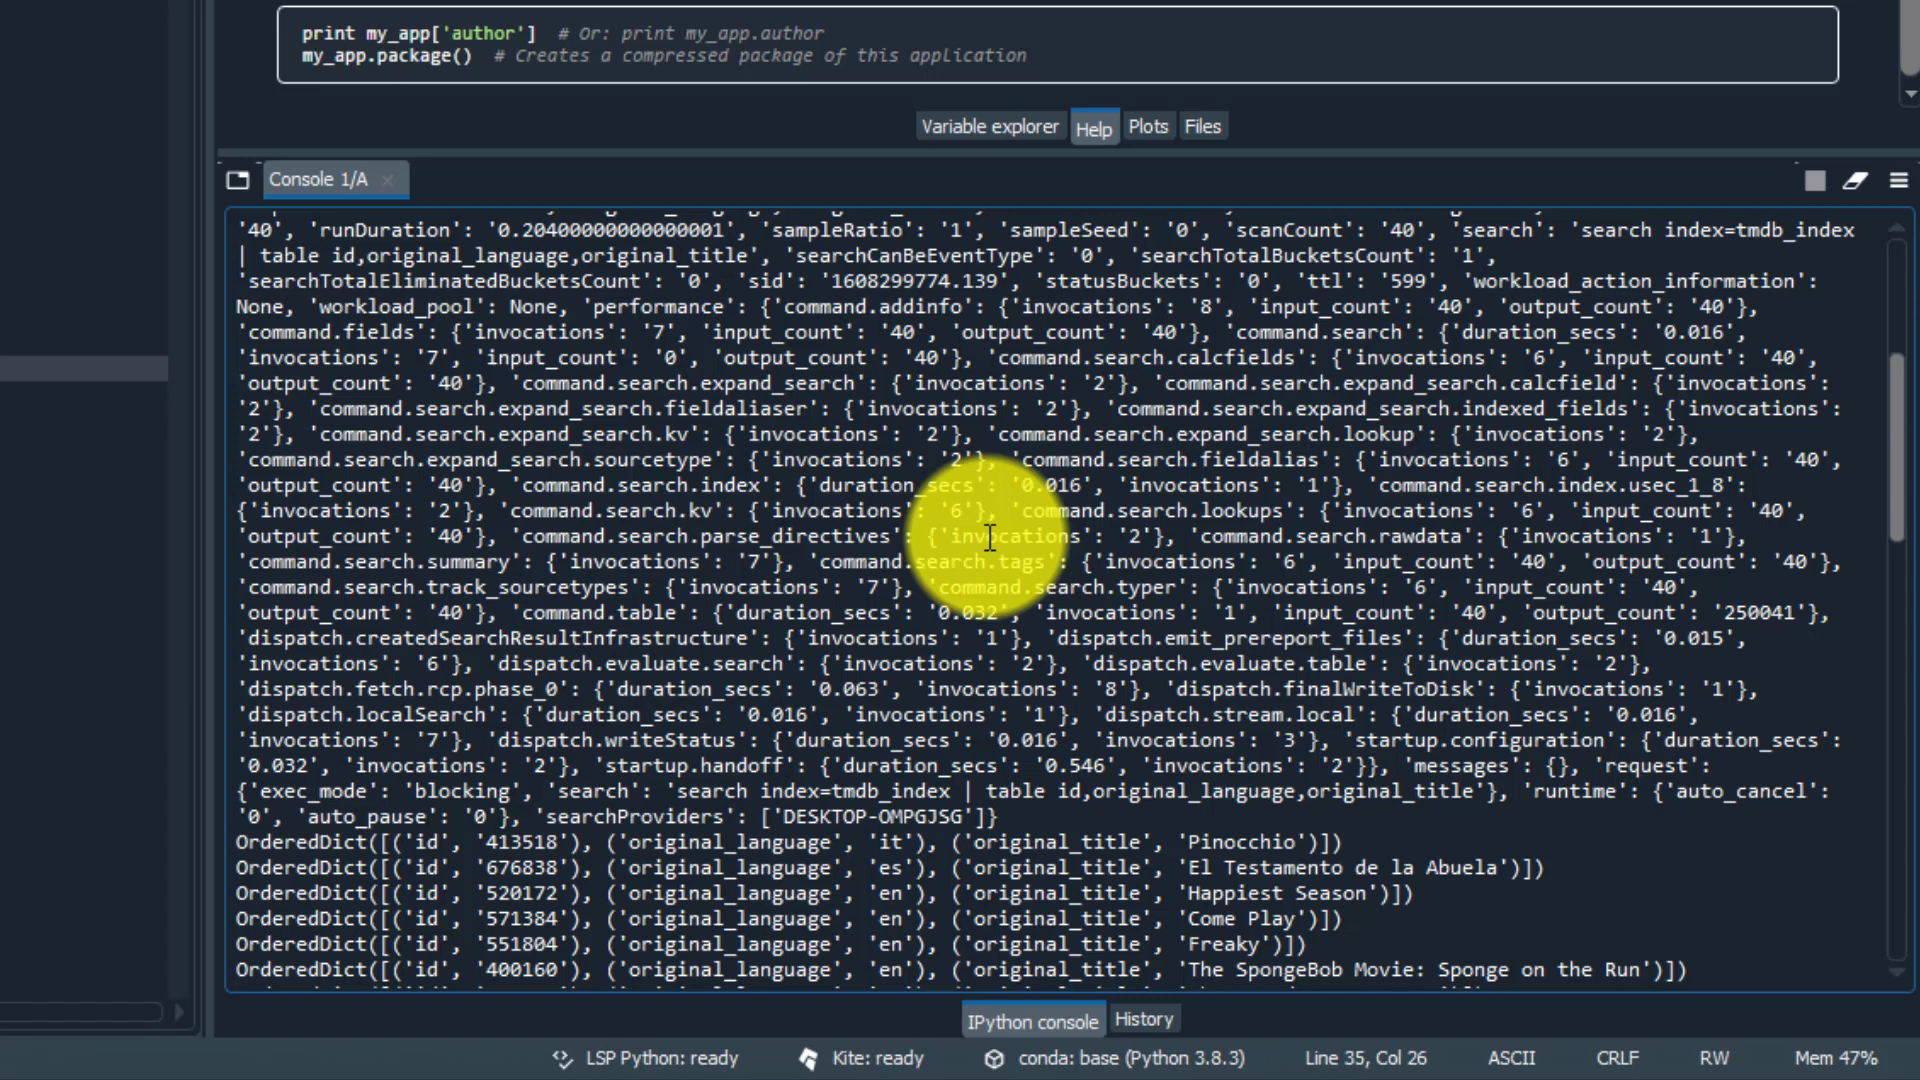 print my_app['author']  # Or: print my_app.author
my_app.package()  # Creates a compressed package of this application
Variable explorer
Help
Plots
Files
Console 1/A
'40', 'runDuration': '0.20400000000000001', 'sampleRatio': '1', 'sampleSeed': '0', 'scanCount': '40', 'search': 'search index=tmdb_index
| table id,original_language,original_title', 'searchCanBeEventType': '0', 'searchTotalBucketsCount': '1',
'searchTotalEliminatedBucketsCount': '0', 'sid': '1608299774.139', 'statusBuckets': '0', 'ttl': '599', 'workload_action_information':
None, 'workload_pool': None, 'performance': {'command.addinfo': {'invocations': '8', 'input_count': '40', 'output_count': '40'},
'command.fields': {'invocations': '7', 'input_count': '40', 'output_count': '40'}, 'command.search': {'duration_secs': '0.016',
'invocations': '7', 'input_count': '0', 'output_count': '40'}, 'command.search.calcfields': {'invocations': '6', 'input_count': '40',
'output_count': '40'}, 'command.search.expand_search': {'invocations': '2'}, 'command.search.expand_search.calcfield': {'invocations':
'2'}, 'command.search.expand_search.fieldaliaser': {'invocations': '2'}, 'command.search.expand_search.indexed_fields': {'invocations':
'2'}, 'command.search.expand_search.kv': {'invocations': '2'}, 'command.search.expand_search.lookup': {'invocations': '2'},
'command.search.expand_search.sourcetype': {'invocations': '2'}, 'command.search.fieldalias': {'invocations': '6', 'input_count': '40',
'output_count': '40'}, 'command.search.index': {'duration_secs': '0.016', 'invocations': '1'}, 'command.search.index.usec_1_8':
{'invocations': '2'}, 'command.search.kv': {'invocations': '6'}, 'command.search.lookups': {'invocations': '6', 'input_count': '40',
'output_count': '40'}, 'command.search.parse_directives': {'invocations': '2'}, 'command.search.rawdata': {'invocations': '1'},
'command.search.summary': {'invocations': '7'}, 'command.search.tags': {'invocations': '6', 'input_count': '40', 'output_count': '40'},
'command.search.track_sourcetypes': {'invocations': '7'}, 'command.search.typer': {'invocations': '6', 'input_count': '40',
'output_count': '40'}, 'command.table': {'duration_secs': '0.032', 'invocations': '1', 'input_count': '40', 'output_count': '250041'},
'dispatch.createdSearchResultInfrastructure': {'invocations': '1'}, 'dispatch.emit_prereport_files': {'duration_secs': '0.015',
'invocations': '6'}, 'dispatch.evaluate.search': {'invocations': '2'}, 'dispatch.evaluate.table': {'invocations': '2'},
'dispatch.fetch.rcp.phase_0': {'duration_secs': '0.063', 'invocations': '8'}, 'dispatch.finalWriteToDisk': {'invocations': '1'},
'dispatch.localSearch': {'duration_secs': '0.016', 'invocations': '1'}, 'dispatch.stream.local': {'duration_secs': '0.016',
'invocations': '7'}, 'dispatch.writeStatus': {'duration_secs': '0.016', 'invocations': '3'}, 'startup.configuration': {'duration_secs':
'0.032', 'invocations': '2'}, 'startup.handoff': {'duration_secs': '0.546', 'invocations': '2'}}, 'messages': {}, 'request':
{'exec_mode': 'blocking', 'search': 'search index=tmdb_index | table id,original_language,original_title'}, 'runtime': {'auto_cancel':
'0', 'auto_pause': '0'}, 'searchProviders': ['DESKTOP-OMPGJSG']}
OrderedDict([('id', '413518'), ('original_language', 'it'), ('original_title', 'Pinocchio')])
OrderedDict([('id', '676838'), ('original_language', 'es'), ('original_title', 'El Testamento de la Abuela')])
OrderedDict([('id', '520172'), ('original_language', 'en'), ('original_title', 'Happiest Season')])
OrderedDict([('id', '571384'), ('original_language', 'en'), ('original_title', 'Come Play')])
OrderedDict([('id', '551804'), ('original_language', 'en'), ('original_title', 'Freaky')])
OrderedDict([('id', '400160'), ('original_language', 'en'), ('original_title', 'The SpongeBob Movie: Sponge on the Run')])
IPython console
History
LSP Python: ready
Kite: ready
conda: base (Python 3.8.3)
Line 35, Col 26
ASCII
CRLF
RW
Mem 47%